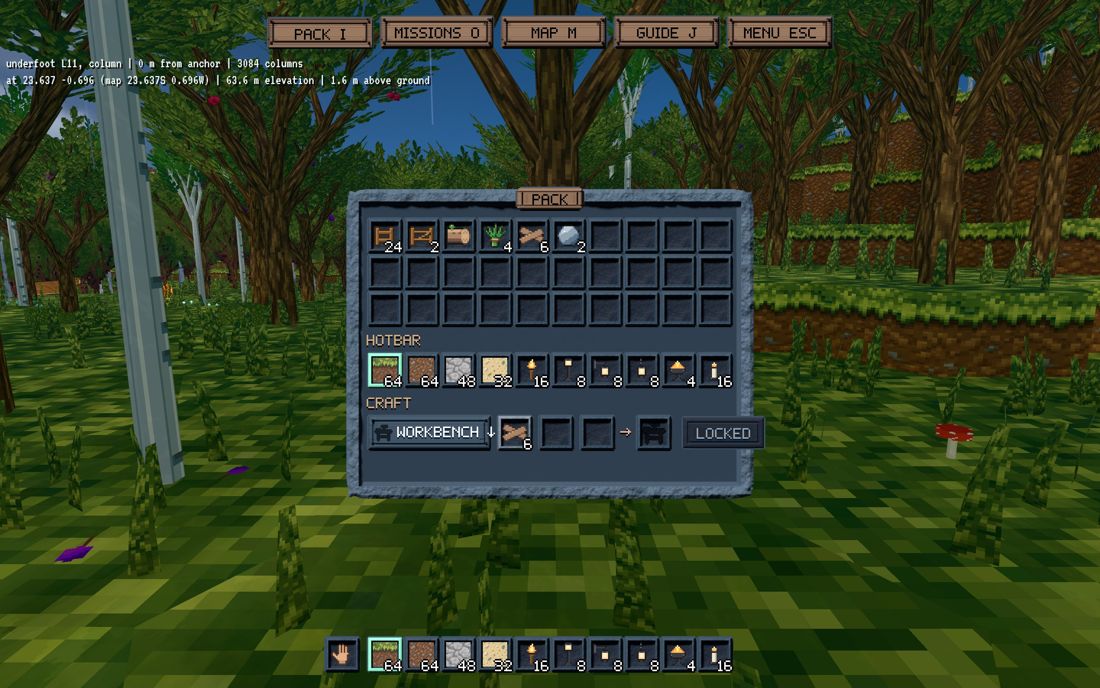 PACK I
MISSIONS O
MAP M
GUIDE J
MENU ESC
underfoot L11, column | 0 m from anchor | 3084 columns
at 23.637 -0.696 (map 23.637S 0.696W) | 63.6 m elevation | 1.6 m above ground
PACK
24
2
4
6
2
HOTBAR
64
64
48
32
16
8
8
8
4
16
CRAFT
WORKBENCH ↓
6
→
LOCKED
64
64
48
32
16
8
8
8
4
16